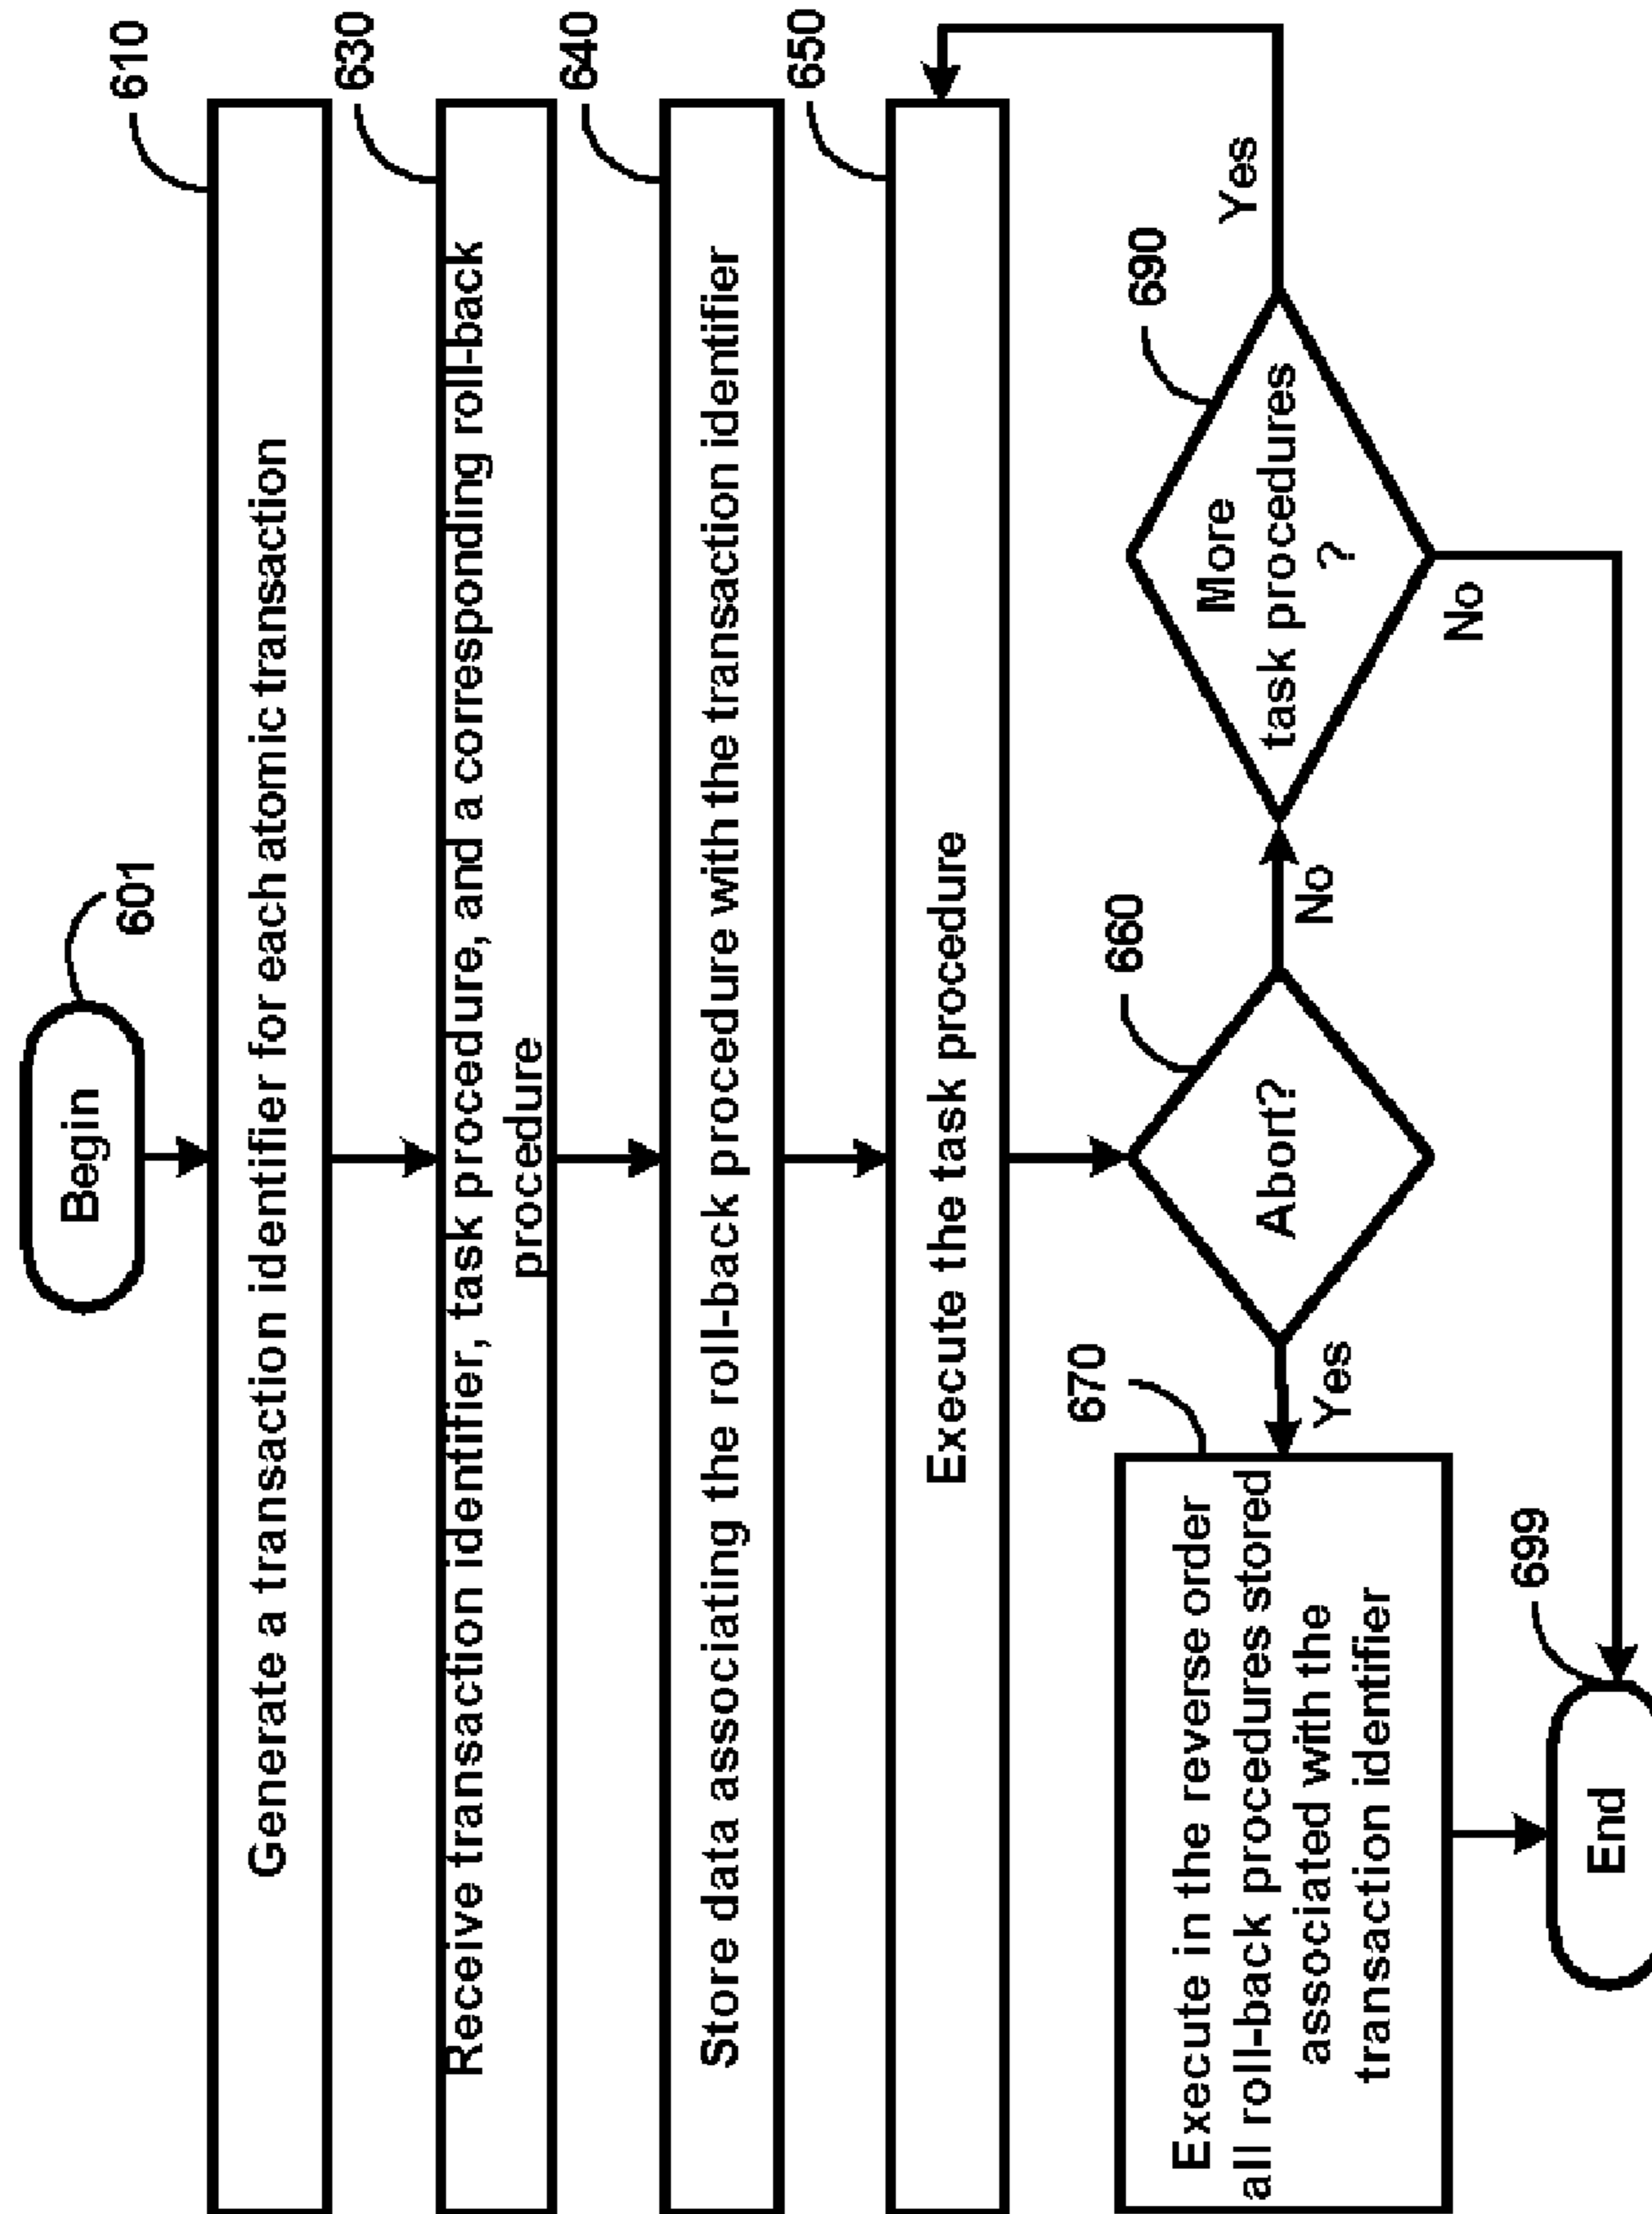 601
Begin
610
Generate a transaction identifier for each atomic transaction
630
Receive transaction identifier, task procedure, and a corresponding roll-back
procedure
640
Store data associating the roll-back procedure with the transaction identifier
650
Execute the task procedure
660
Abort?
Yes
No
690
More
task procedures
?
Yes
No
670
Execute in the reverse order
all roll-back procedures stored
associated with the
transaction identifier
699
End